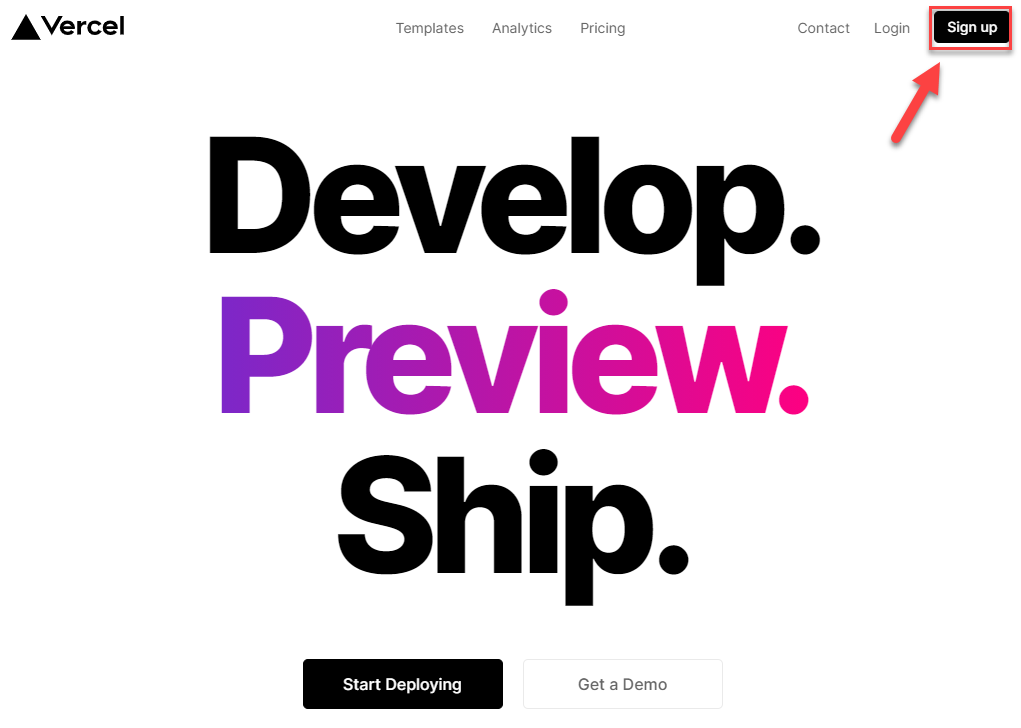 Vercel Templates Analytics Pricing Contact Login Sign up
Develop.
Preview.
Ship.
Start Deploying Get a Demo